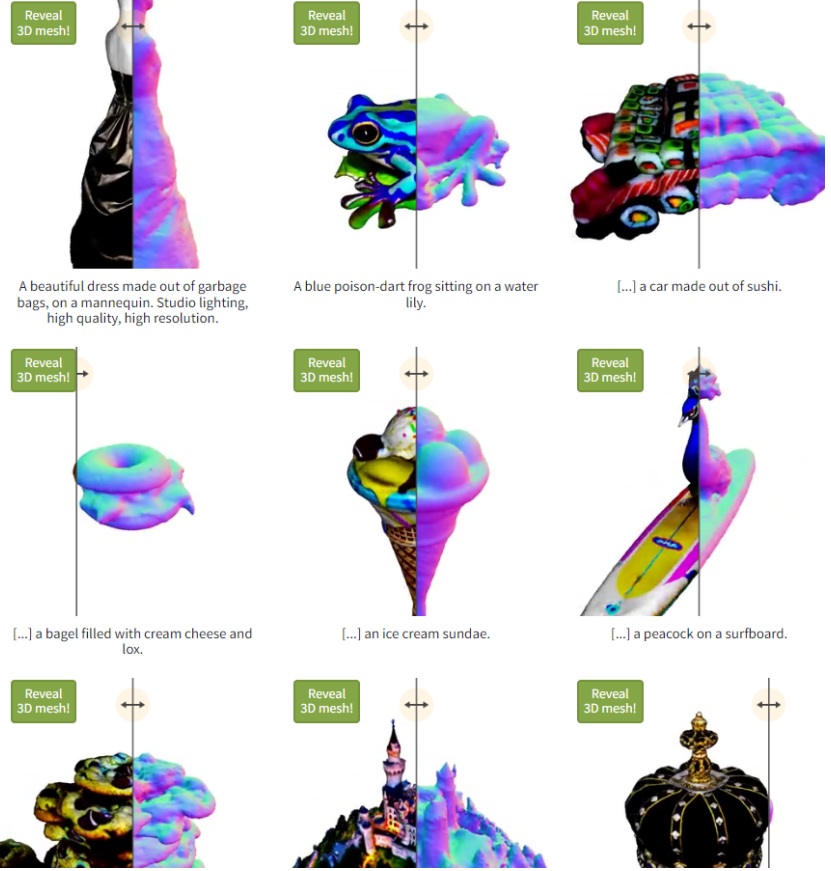 Reveal
3D mesh!
Reveal
3D mesh!
Reveal
3D mesh!
A beautiful dress made out of garbage
bags, on a mannequin. Studio lighting,
high quality, high resolution.
A blue poison-dart frog sitting on a water
lily.
[...] a car made out of sushi.
Reveal
3D mesh!
Reveal
3D mesh!
Reveal
3D mesh!
[...] a bagel filled with cream cheese and
lox.
[...] an ice cream sundae.
[...] a peacock on a surfboard.
Reveal
3D mesh!
Reveal
3D mesh!
Reveal
3D mesh!